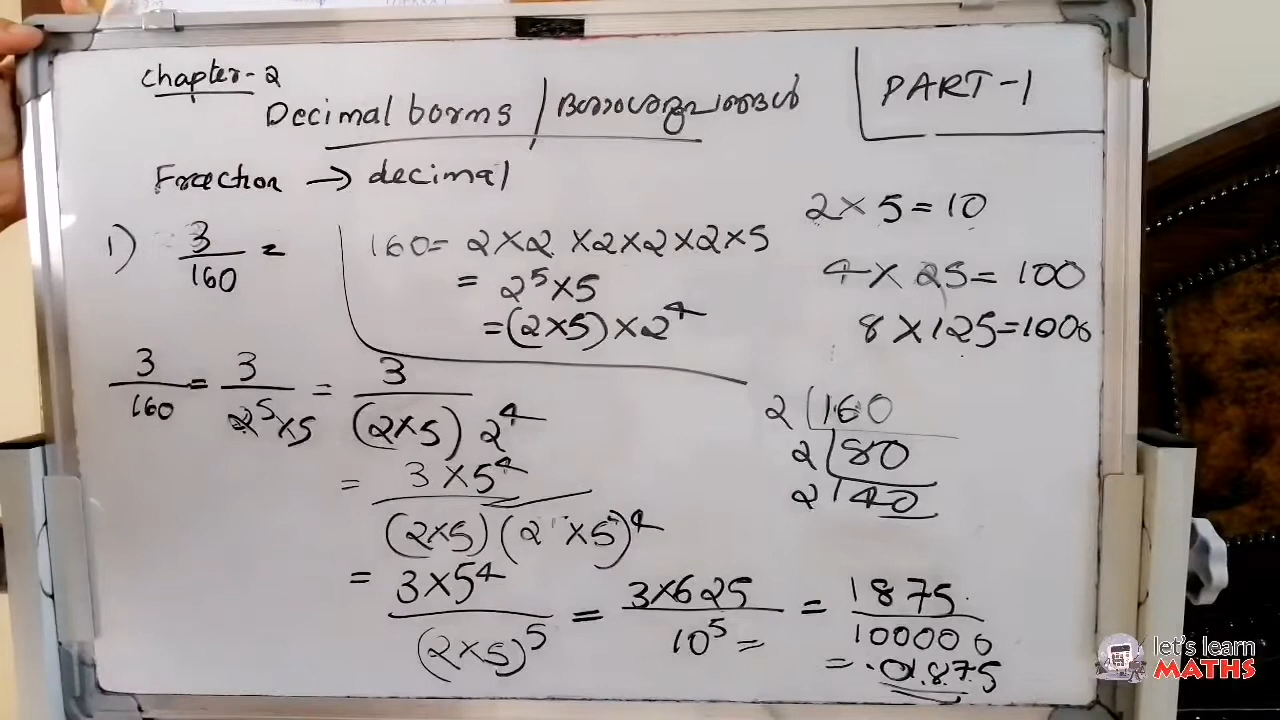 Chapter-2
Decimal borms / ദശാംശരൂപങ്ങൾ
PART-1
Fraction → decimal
1) 3/160 =
160= 2×2×2×2×2×5
= 2⁵×5
=(2×5)×2⁴
2×5=10
4×25=100
8×125=1000
3/160 = 3/2⁵×5 = 3/(2×5) 2⁴
= 3×5⁴/(2×5)(2×5)⁴
= 3×5⁴/(2×5)⁵ = 3×625/10⁵ = 1875/100000
= .01875
2 160
2 80
2 40
let's learn
MATHS